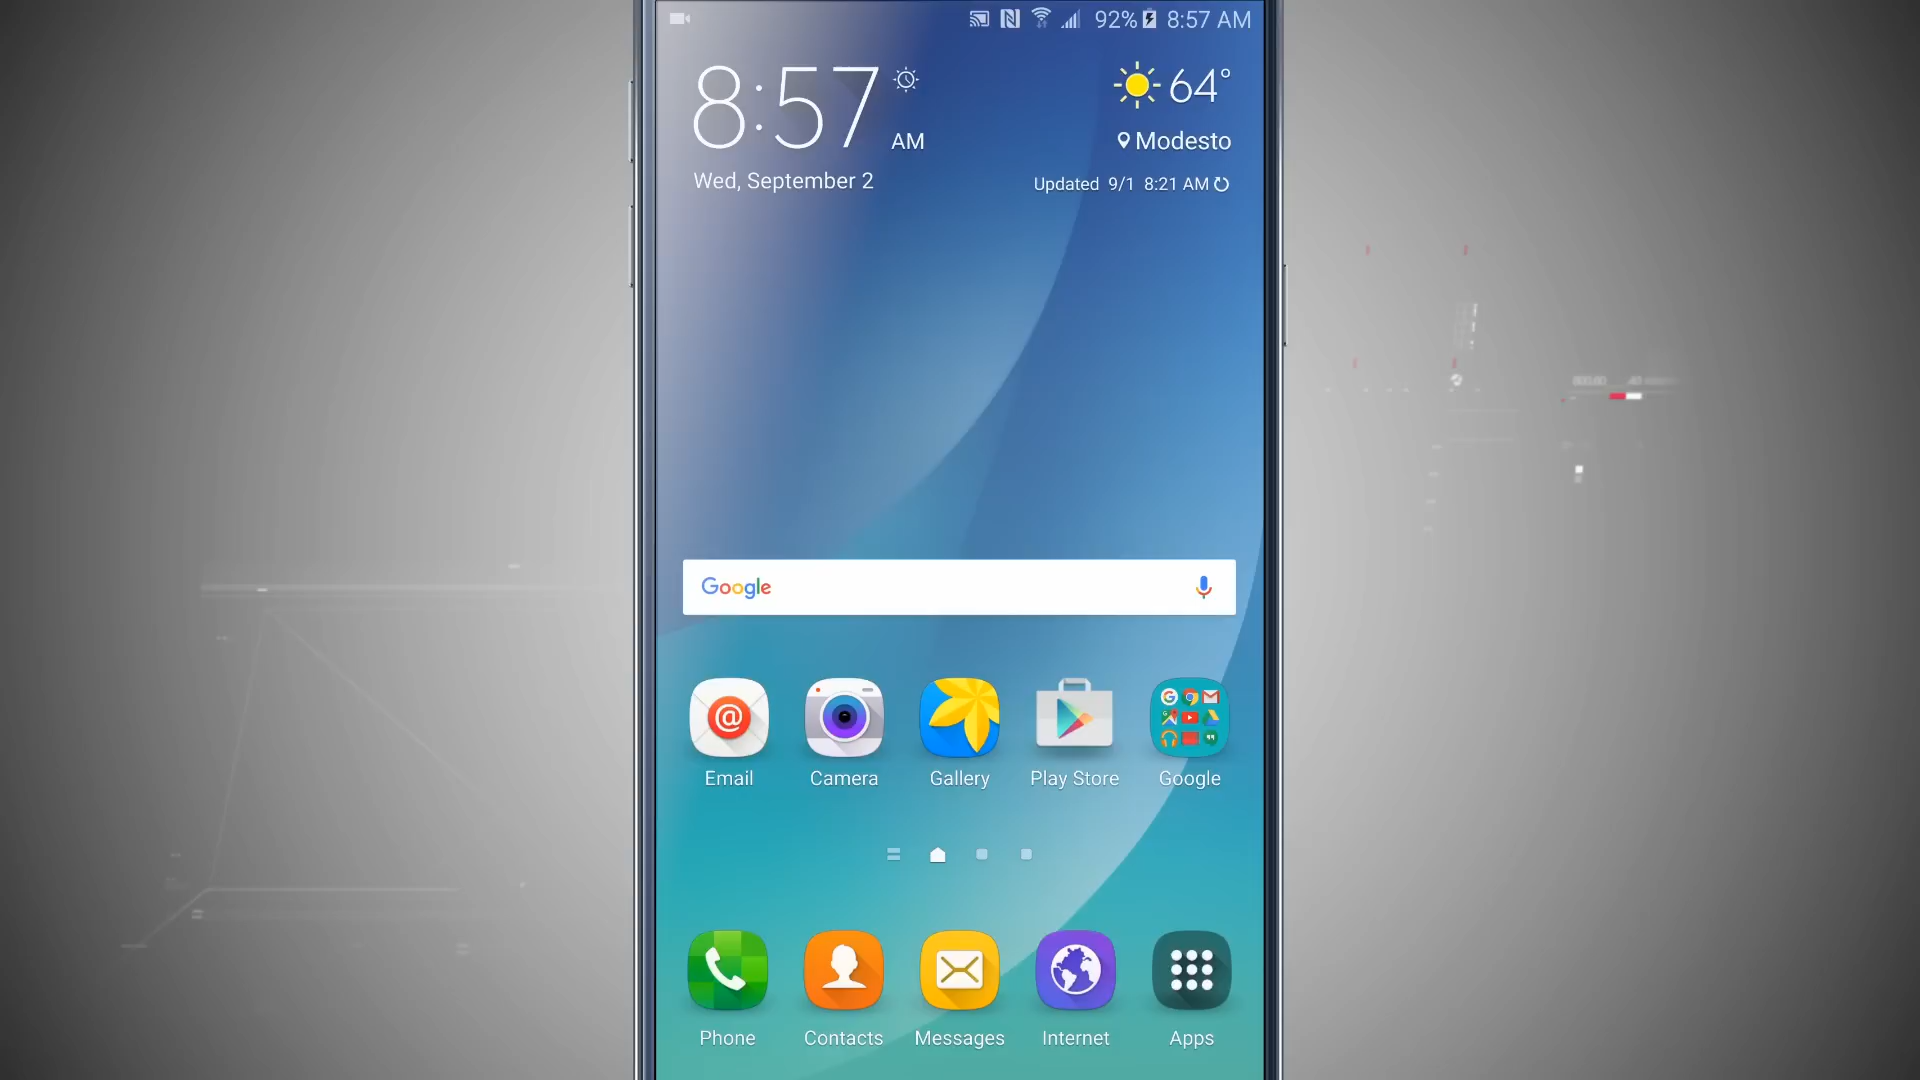 92% 8:57 AM
8:57 AM
Wed, September 2
64°
Modesto
Updated 9/1 8:21 AM
Google
Email Camera Gallery Play Store Google
Phone Contacts Messages Internet Apps